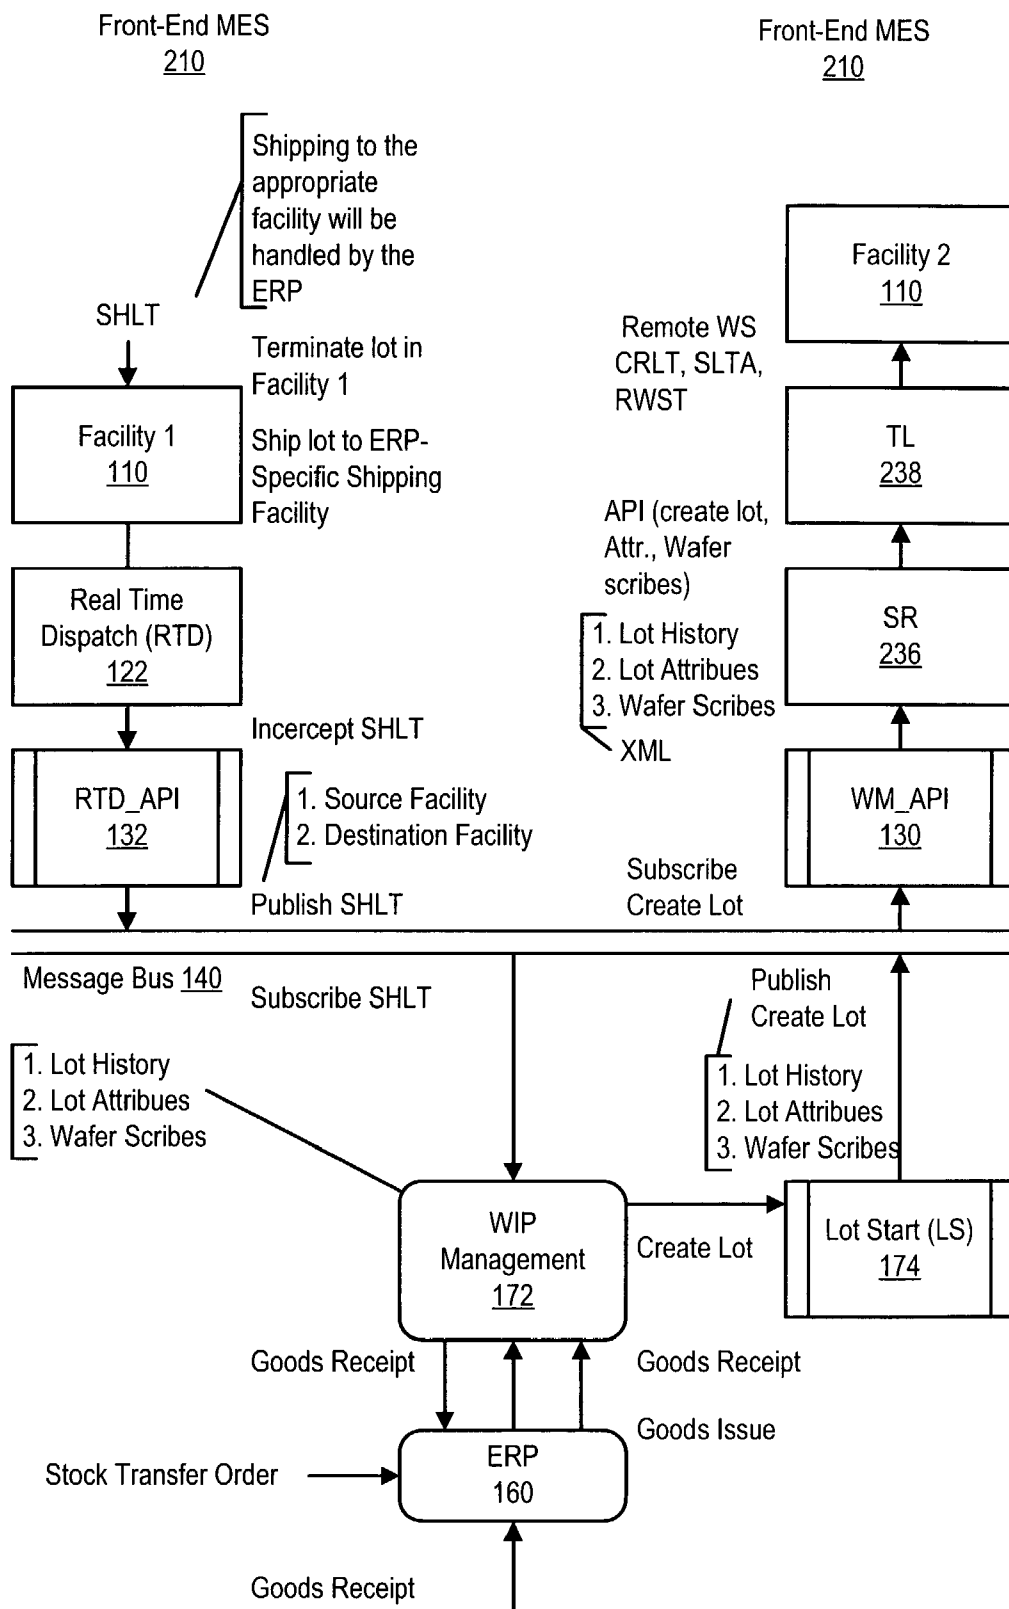 Front-End MES
210
Front-End MES
210
Shipping to the
appropriate
facility will be
handled by the
ERP
SHLT
Terminate lot in
Facility 1
Facility 1
110
Ship lot to ERP-
Specific Shipping
Facility
Real Time
Dispatch (RTD)
122
Incercept SHLT
RTD_API
132
1. Source Facility
2. Destination Facility
Publish SHLT
Facility 2
110
Remote WS
CRLT, SLTA,
RWST
TL
238
API (create lot,
Attr., Wafer
scribes)
SR
236
1. Lot History
2. Lot Attribues
3. Wafer Scribes
XML
WM_API
130
Subscribe
Create Lot
Message Bus 140
Subscribe SHLT
Publish
Create Lot
1. Lot History
2. Lot Attribues
3. Wafer Scribes
1. Lot History
2. Lot Attribues
3. Wafer Scribes
WIP
Management
172
Create Lot
Lot Start (LS)
174
Goods Receipt
Goods Receipt
Goods Issue
Stock Transfer Order
ERP
160
Goods Receipt